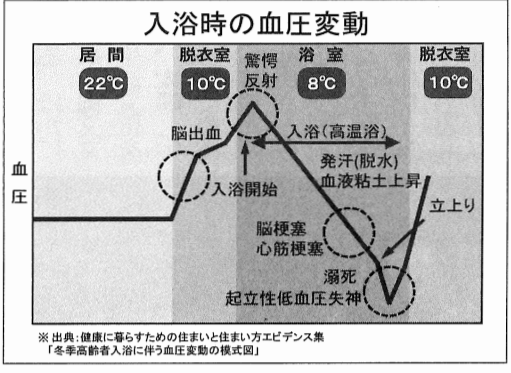 入浴時の血圧変動
居間
脱衣室
浴室
脱衣室
22℃
10℃
8℃
10℃
驚愕
反射
脳出血
入浴(高温浴)
発汗(脱水)
血液粘土上昇
血圧
入浴開始
立上り
脳梗塞
心筋梗塞
溺死
起立性低血圧失神
※出典:健康に暮らすための住まいと住まい方エビデンス集
「冬季高齢者入浴に伴う血圧変動の模式図」